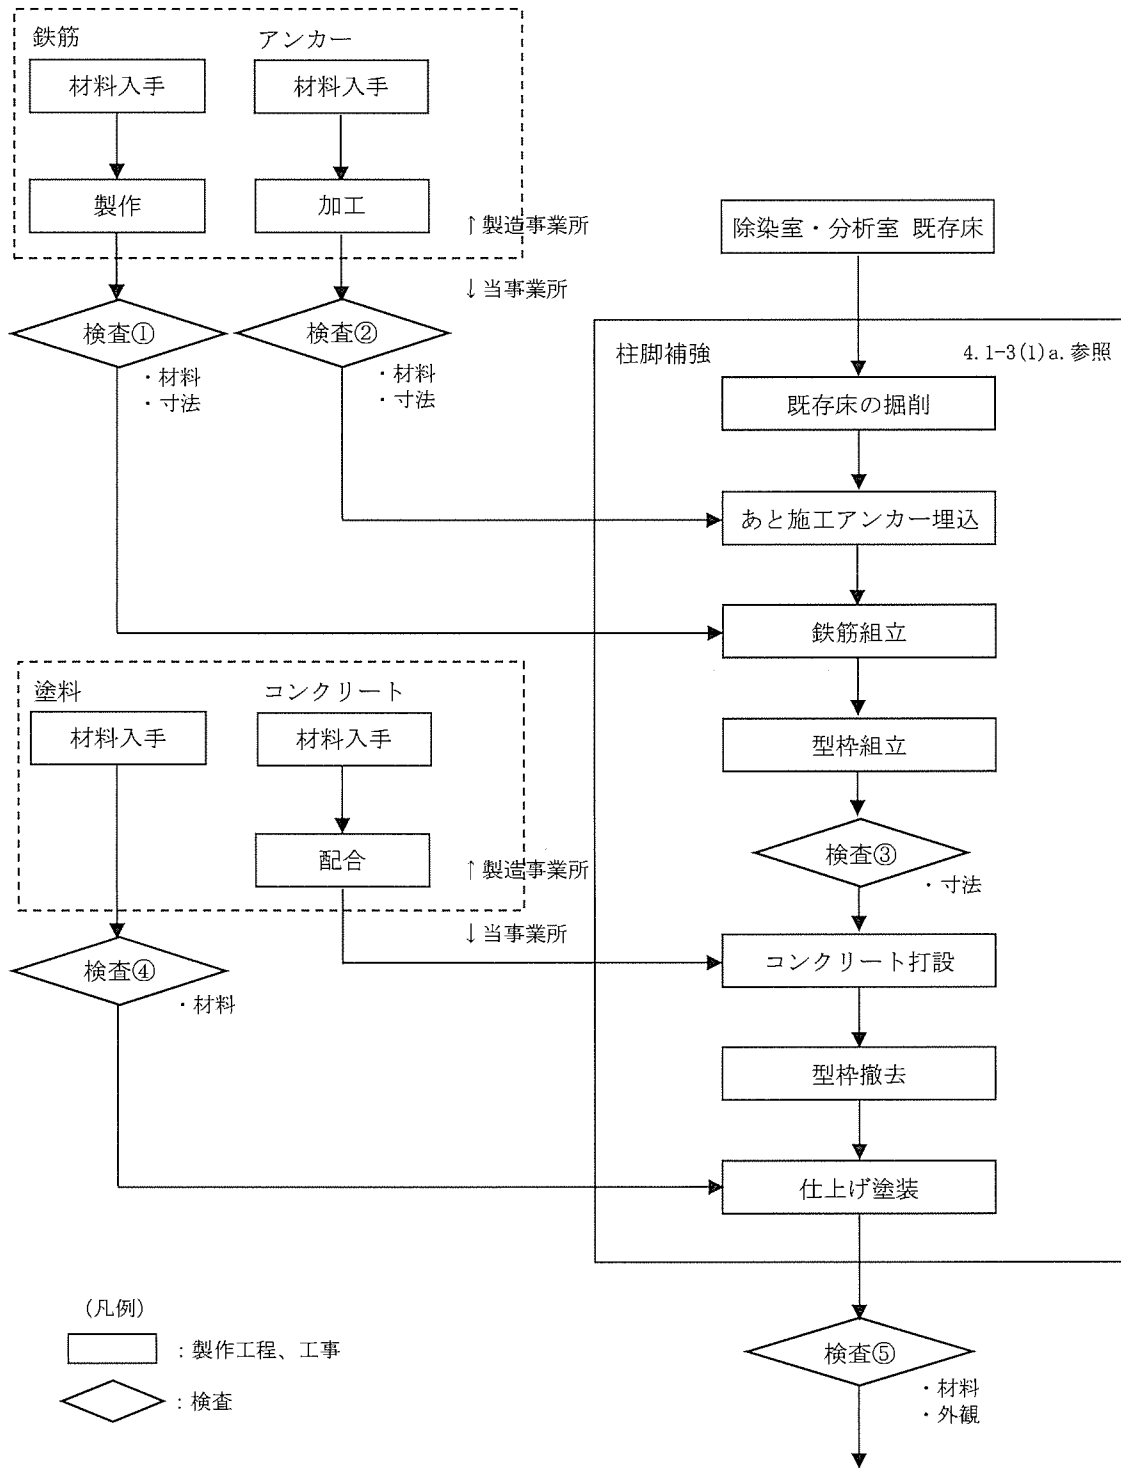 鉄筋
アンカー
材料入手
材料入手
製作
加工
↑製造事業所
↓当事業所
検査①
・材料
・寸法
検査②
・材料
・寸法
除染室・分析室 既存床
柱脚補強
4.1-3(1)a.参照
既存床の掘削
あと施工アンカー埋込
鉄筋組立
型枠組立
検査③
・寸法
塗料
コンクリート
材料入手
材料入手
配合
↑製造事業所
↓当事業所
検査④
・材料
コンクリート打設
型枠撤去
仕上げ塗装
検査⑤
・材料
・外観
(凡例)
：製作工程、工事
：検査